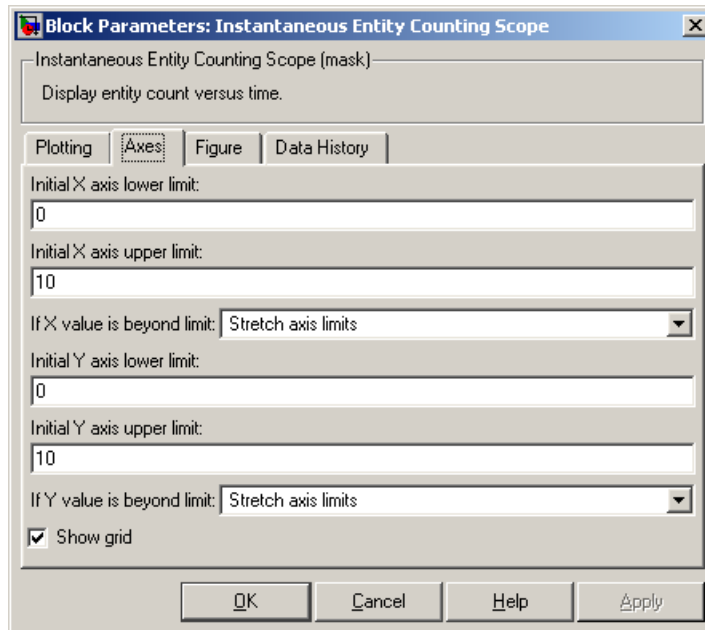 Block Parameters: Instantaneous Entity Counting Scope
Instantaneous Entity Counting Scope (mask)
Display entity count versus time.
Plotting Axes Figure Data History
Initial X axis lower limit:
0
Initial X axis upper limit:
10
If X value is beyond limit: Stretch axis limits
Initial Y axis lower limit:
0
Initial Y axis upper limit:
10
If Y value is beyond limit: Stretch axis limits
Show grid
OK Cancel Help Apply